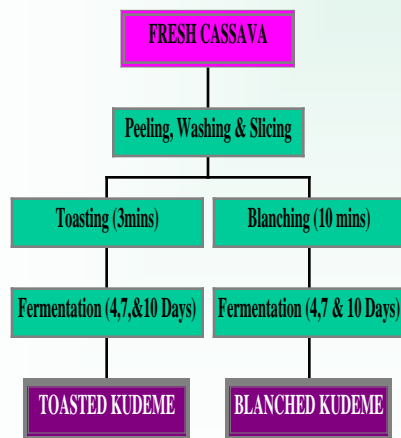 FRESH CASSAVA
Peeling, Washing & Slicing
Toasting (3mins)
Blanching (10 mins)
Fermentation (4,7,&10 Days)
Fermentation (4,7 & 10 Days)
TOASTED KUDEME
BLANCHED KUDEME